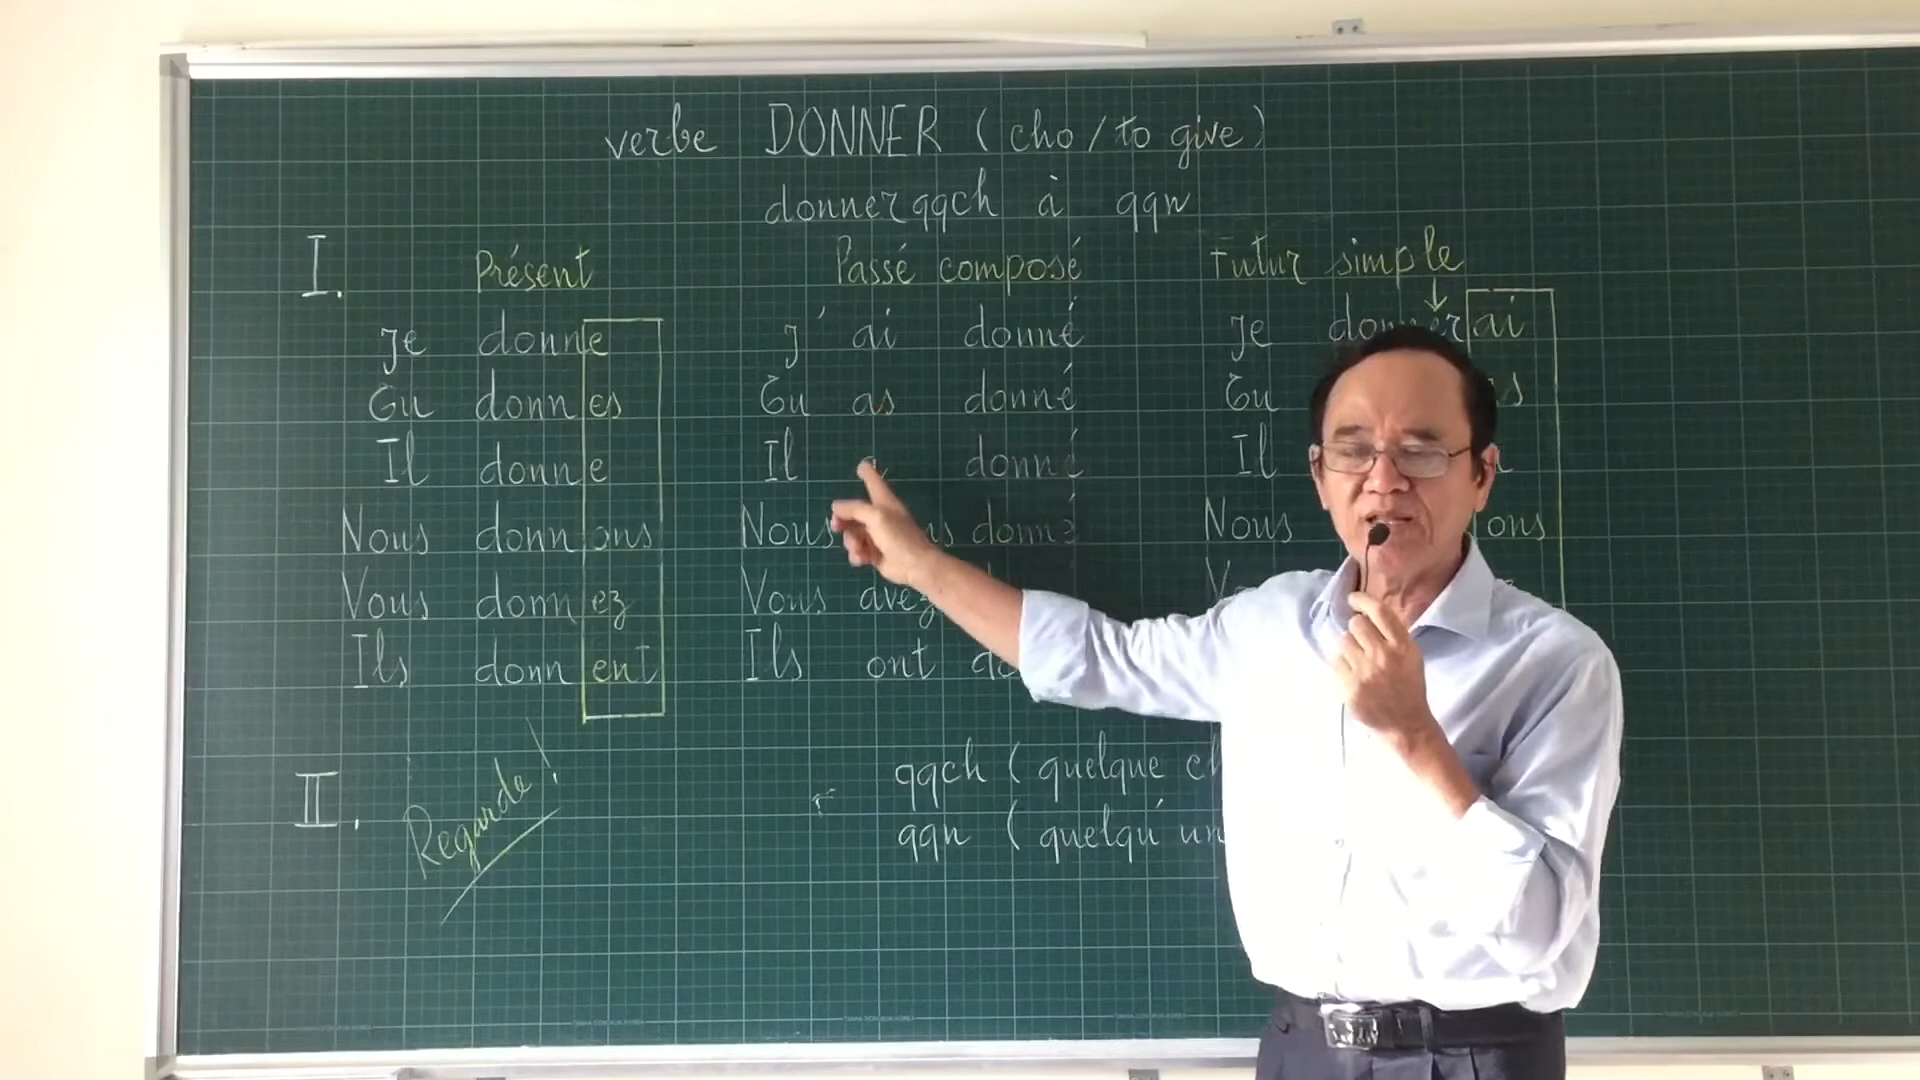 verbe DONNER (cho/to give)
donner qqch à qqn
I. Présent Passé composé Futur simple
Je donne J'ai donné Je donnerai
Tu donnes Tu as donné Tu
Il donne Il donné Il
Nous donnons Nous donné Nous ons
Vous donnez Vous avez
Ils donnent Ils ont
II. Regarde!
qqch (quelque
qqn (quelqu'un